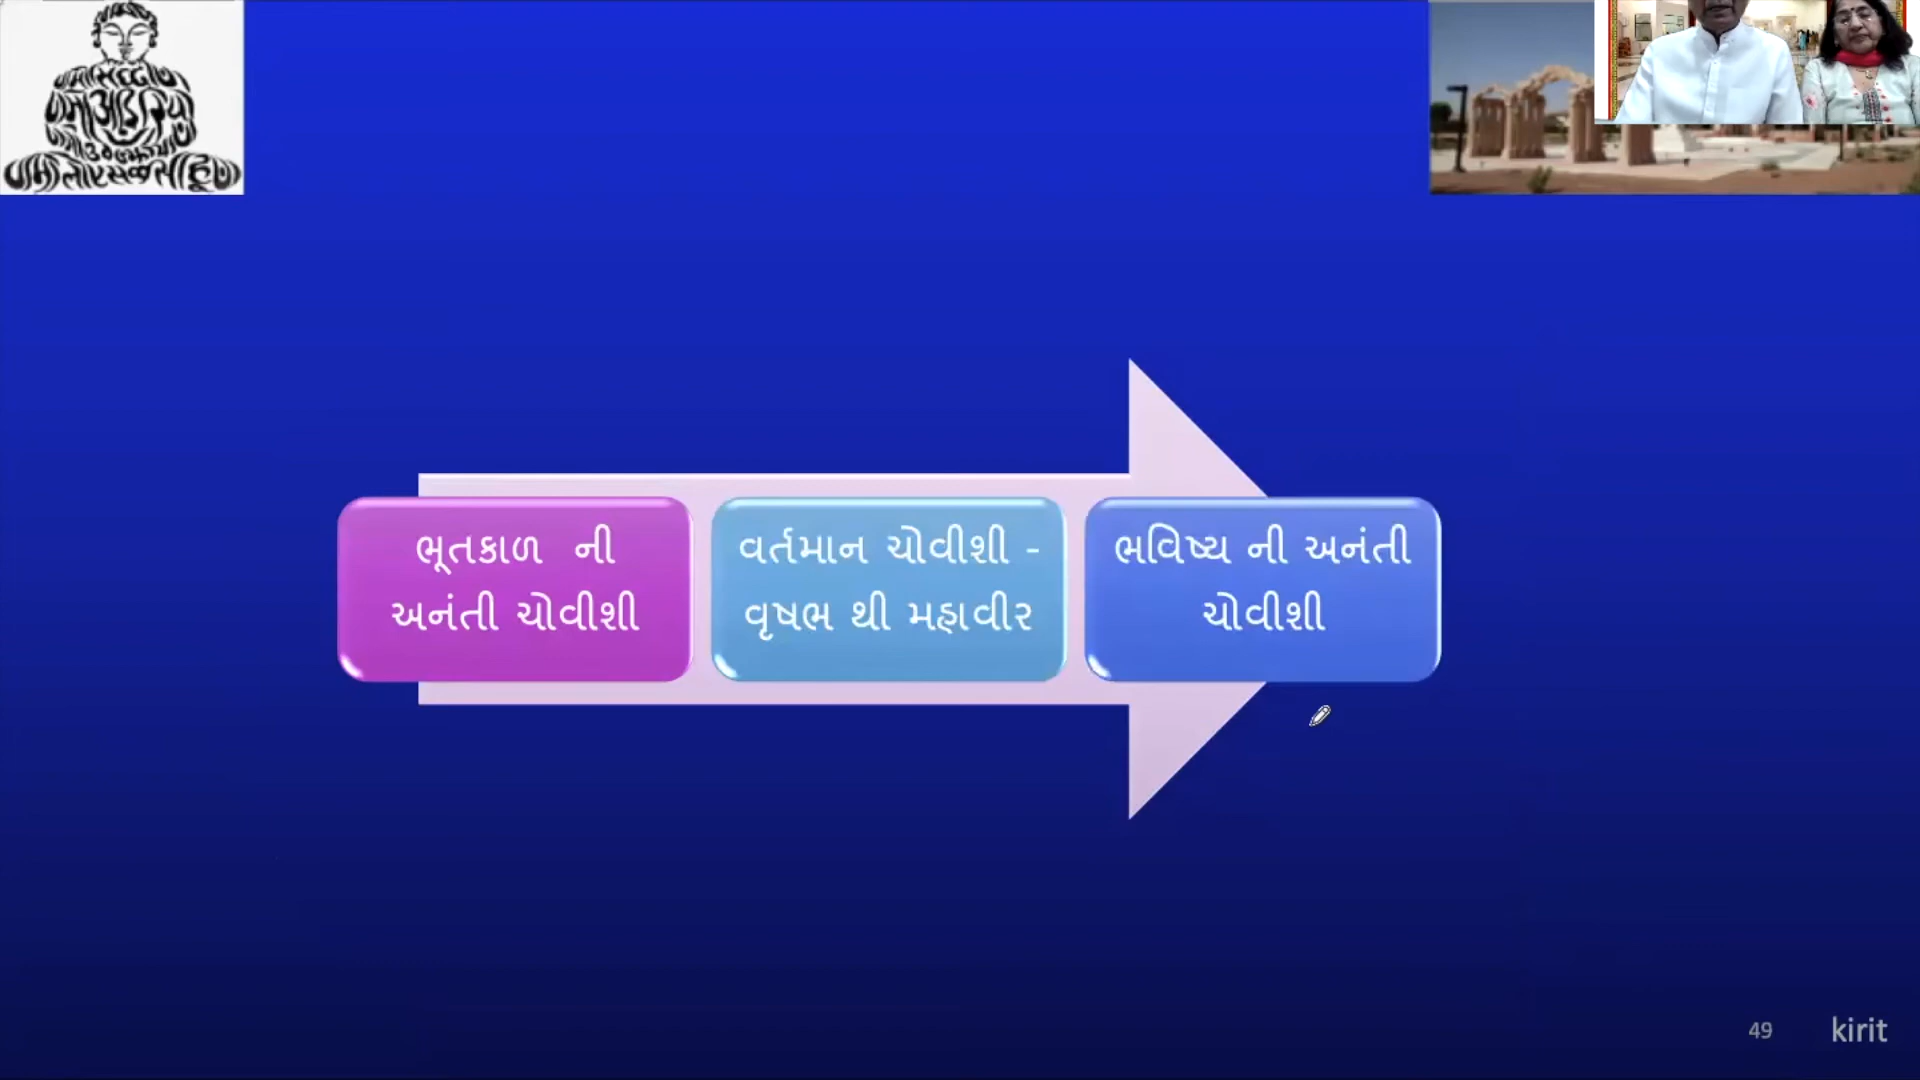 ભૂતકાળ ની
અનંતી ચોવીશી
વર્તમાન ચોવીશી -
વૃષભ થી મહાવીર
ભવિષ્ય ની અનંતી
ચોવીશી
49
kirit